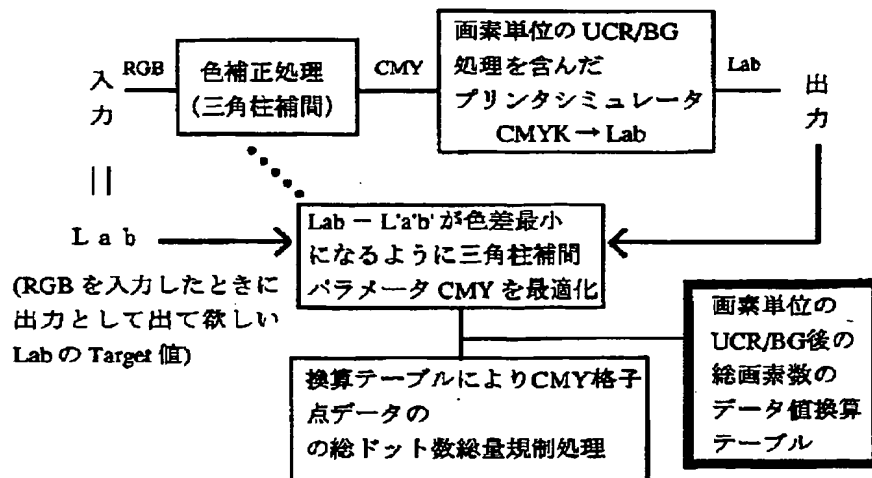 入力
RGB
色補正処理
(三角柱補間)
CMY
画素単位の UCR/BG
処理を含んだ
プリンタシミュレータ
CMYK → Lab
Lab
出力
||
Lab
(RGB を入力したときに
出力として出て欲しい
Lab の Target 値)
Lab － L'a'b' が色差最小
になるように三角柱補間
パラメータ CMY を最適化
換算テーブルによりCMY格子
点データの
の総ドット数総量規制処理
画素単位の
UCR/BG後の
総画素数の
データ値換算
テーブル